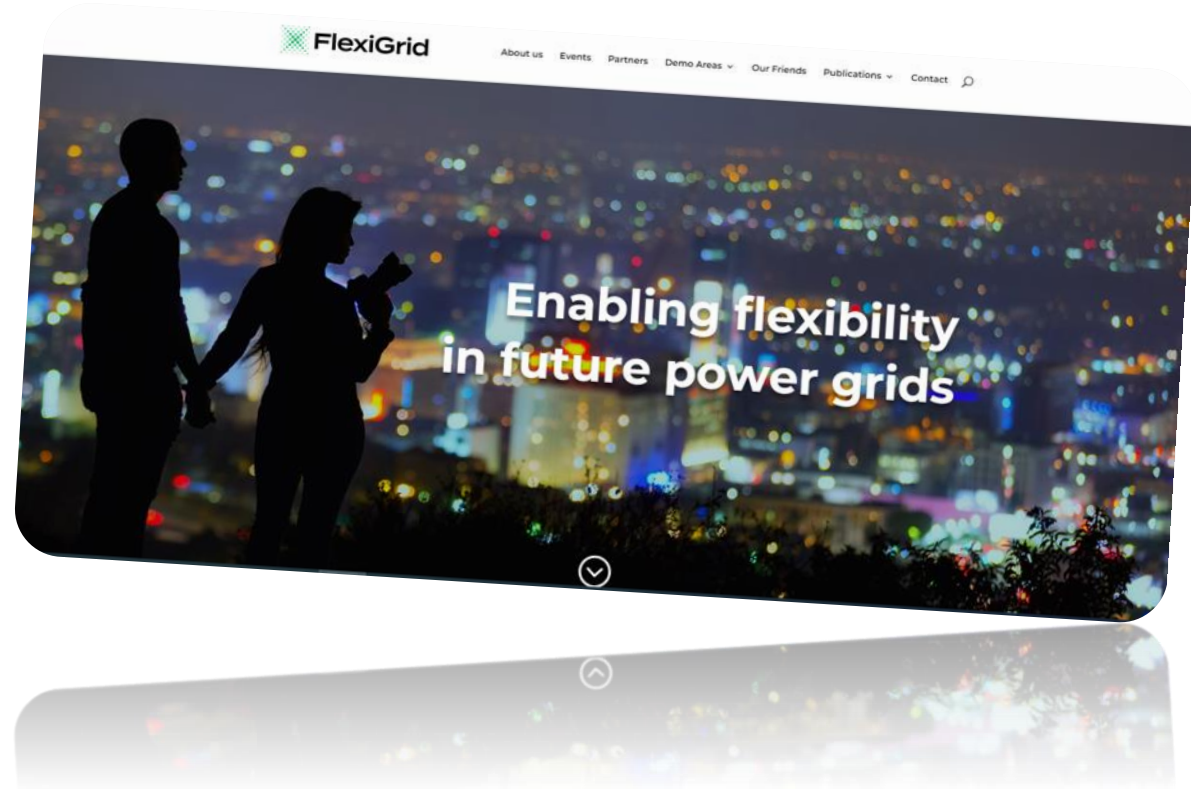 FlexiGrid
About us Events Partners Demo Areas Our Friends Publications Contact
Enabling flexibility
in future power grids